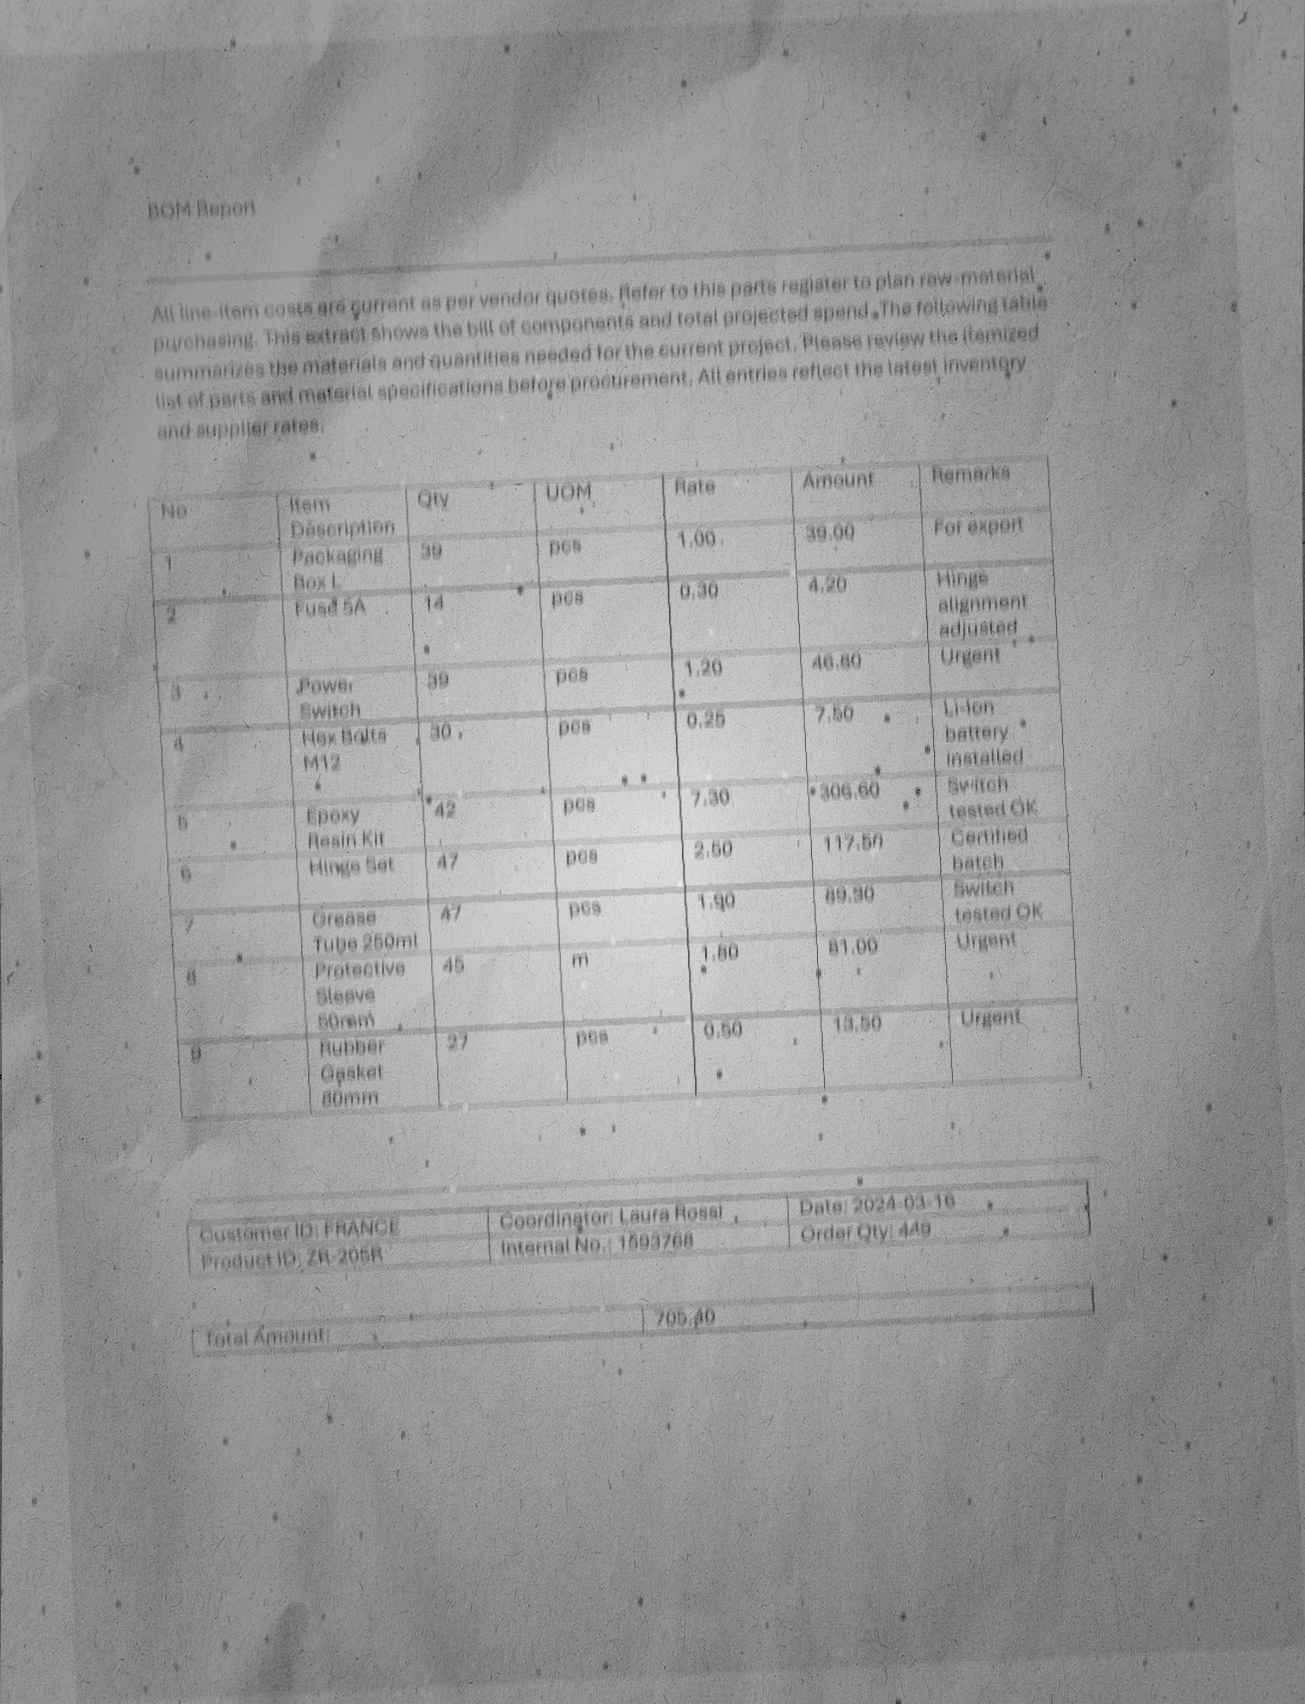 BOM Report
All line-item costs are current as per vendor quotes. Refer to this parts register to plan raw-material
purchasing. This extract shows the bill of components and total projected spend. The following table
summarizes the materials and quantities needed for the current project. Please review the itemized
list of parts and material specifications before procurement. All entries reflect the latest inventory
and supplier rates.
No Item Description Qty UOM Rate Amount Remarks
1 Packaging Box L 39 pcs 1.00 39.00 For export
2 Fuse 5A 14 pcs 0.30 4.20 Hinge alignment adjusted
3 Power Switch 39 pcs 1.20 46.80 Urgent
4 Hex Bolts M12 30 pcs 0.25 7.50 Li-Ion battery installed
5 Epoxy Resin Kit 42 pcs 7.30 306.60 Switch tested OK
6 Hinge Set 47 pcs 2.50 117.50 Certified batch
7 Grease Tube 250ml 47 pcs 1.90 89.30 Switch tested OK
8 Protective Sleeve 50mm 45 m 1.80 81.00 Urgent
9 Rubber Gasket 80mm 27 pcs 0.50 13.50 Urgent
Customer ID: FRANCE Coordinator: Laura Rossi Date: 2024-03-16
Product ID: ZR-205R Internal No.: 1593768 Order Qty:
Total Amount: 705.40